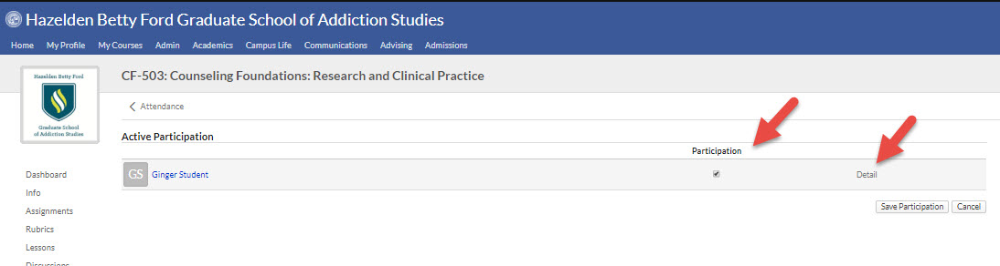 Hazelden Betty Ford Graduate School of Addiction Studies
Home My Profile My Courses Admin Academics Campus Life Communications Advising Admissions
Hazelden Betty Ford
Graduate School
of Addiction Studies
CF-503: Counseling Foundations: Research and Clinical Practice
Attendance
Active Participation
Participation
GS Ginger Student Detail
Save Participation Cancel
Dashboard
Info
Assignments
Rubrics
Lessons
Discussions